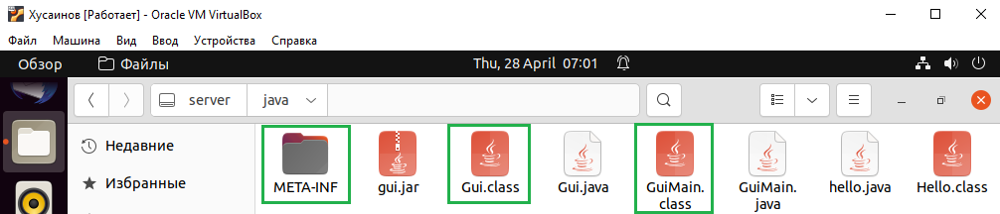 Хусаинов [Работает] - Oracle VM VirtualBox
Файл Машина Вид Ввод Устройства Справка
Обзор Файлы Thu, 28 April 07:01
server java
Недавние
Избранные
META-INF gui.jar Gui.class Gui.java GuiMain. GuiMain. hello.java Hello.class
class java